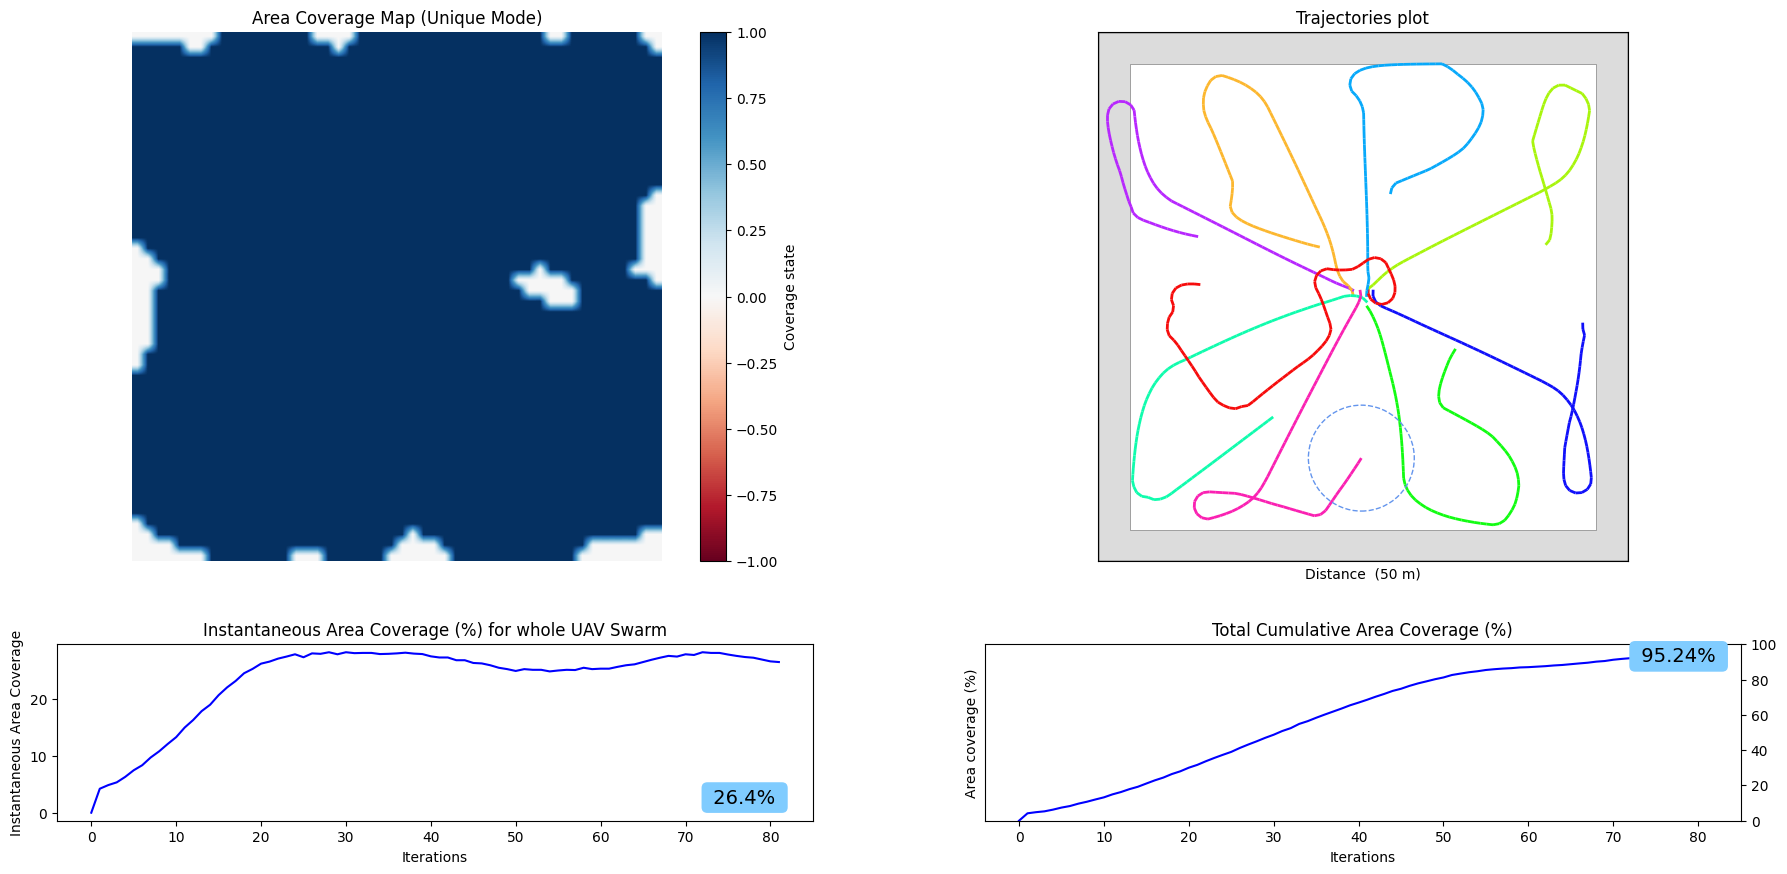 Area Coverage Map (Unique Mode)
1.00
0.75
0.50
0.25
0.00
−0.25
−0.50
−0.75
−1.00
Coverage state
Trajectories plot
Distance  (50 m)
Instantaneous Area Coverage (%) for whole UAV Swarm
Instantaneous Area Coverage
20
10
0
26.4%
0 10 20 30 40 50 60 70 80
Iterations
Total Cumulative Area Coverage (%)
Area coverage (%)
95.24%
100
80
60
40
20
0
0 10 20 30 40 50 60 70 80
Iterations